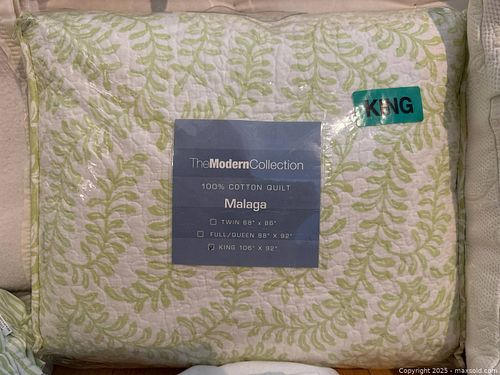 KING
TheModernCollection
100% COTTON QUILT
Malaga
TWIN 68" x 86"
FULL/QUEEN 88" X 92"
KING 106" X 92"
Copyright 2025 - maxsold.com